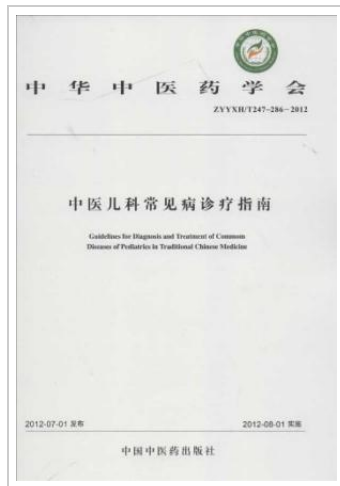 中华中医药学会
ZYYXH/T247-286-2012
中医儿科常见病诊疗指南
Guidelines for Diagnosis and Treatment of Common
Diseases of Pediatrics in Traditional Chinese Medicine
2012-07-01 发布
2012-08-01 实施
中国中医药出版社